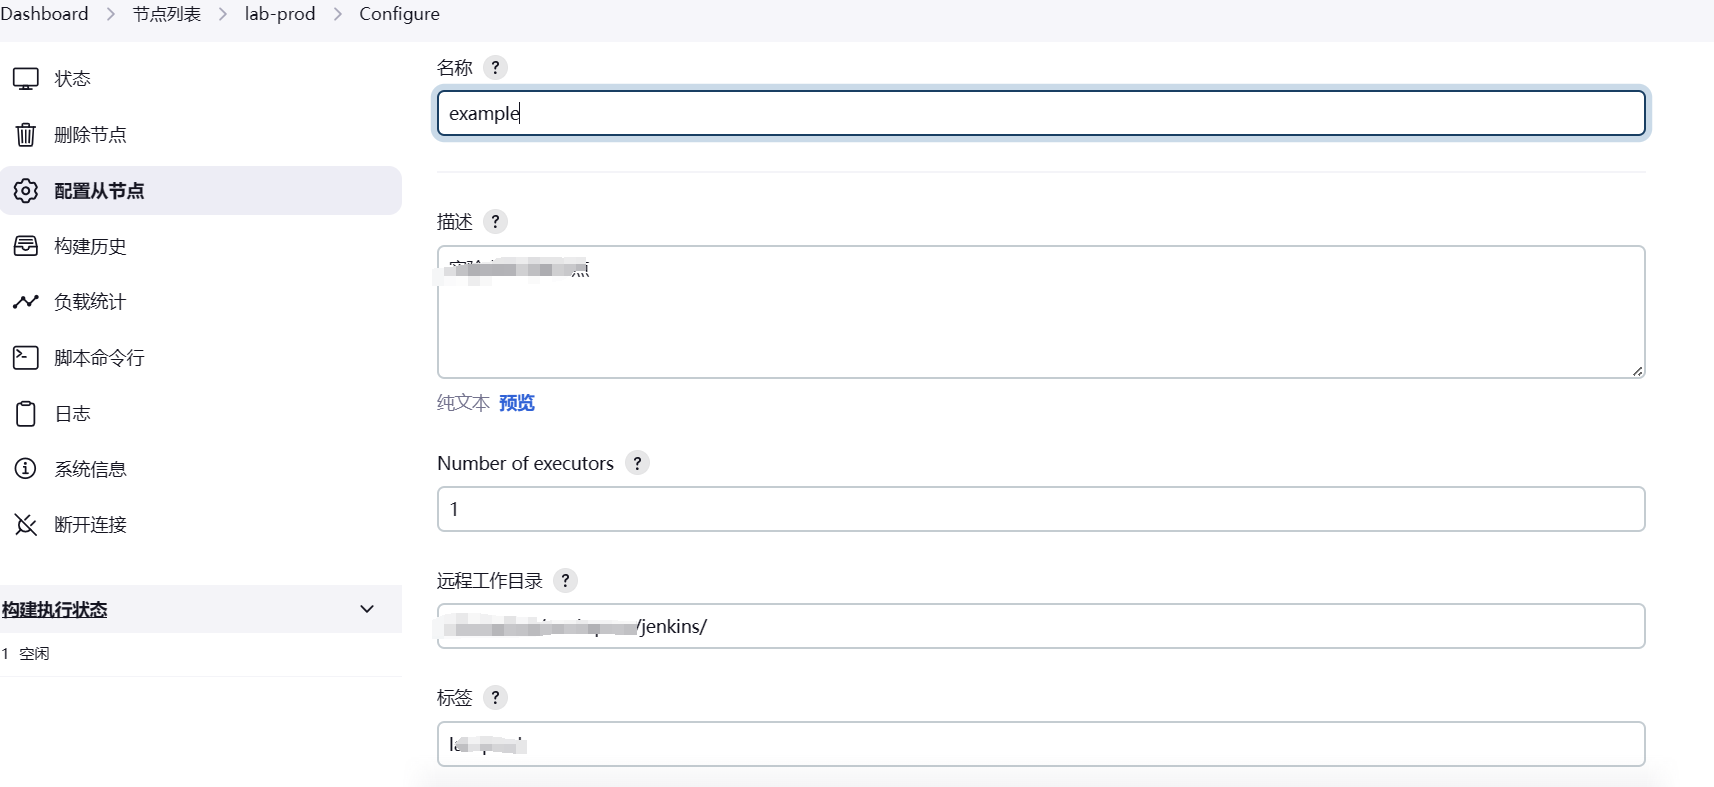 Dashboard > 节点列表 > lab-prod > Configure
状态
删除节点
配置从节点
构建历史
负载统计
脚本命令行
日志
系统信息
断开连接
构建执行状态
1 空闲
名称 ?
example
描述 ?
点
纯文本 预览
Number of executors ?
1
远程工作目录 ?
/jenkins/
标签 ?